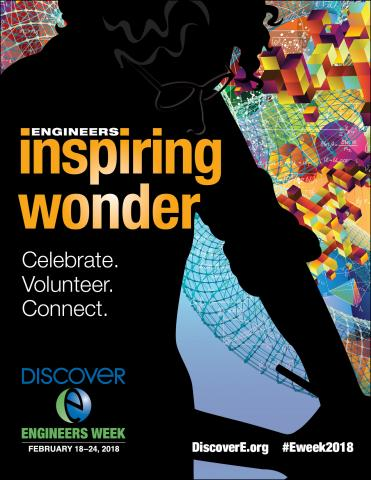 ENGINEERS
inspiring
wonder
Celebrate.
Volunteer.
Connect.
DISCOVER
e
ENGINEERS WEEK
FEBRUARY 18–24, 2018
DiscoverE.org #Eweek2018